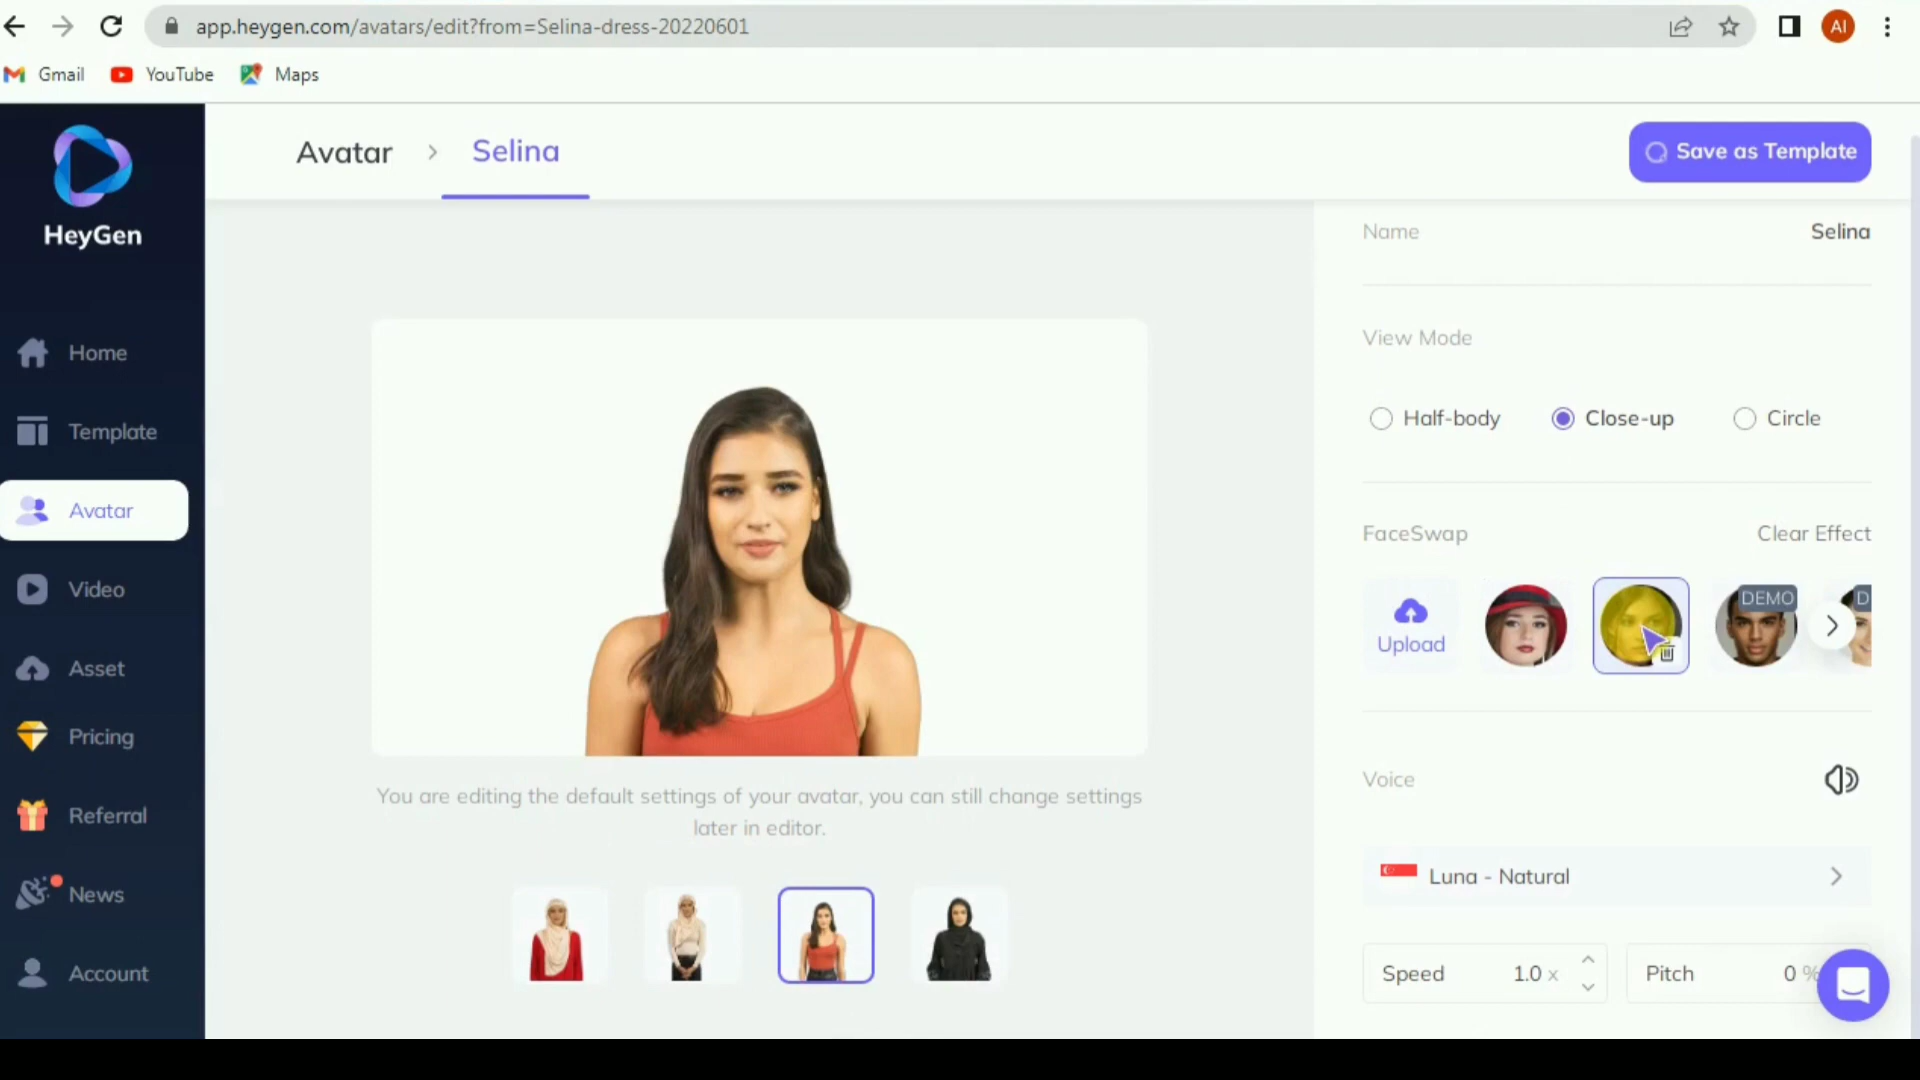 app.heygen.com/avatars/edit?from=Selina-dress-20220601
AI
Gmail
YouTube
Maps
HeyGen
Avatar
Selina
Save as Template
Home
Template
Avatar
Video
Asset
Pricing
Referral
News
Account
You are editing the default settings of your avatar, you can still change settings
later in editor.
Name
Selina
View Mode
Half-body
Close-up
Circle
FaceSwap
Clear Effect
Upload
DEMO
D
Voice
Luna - Natural
Speed
1.0 x
Pitch
0 %